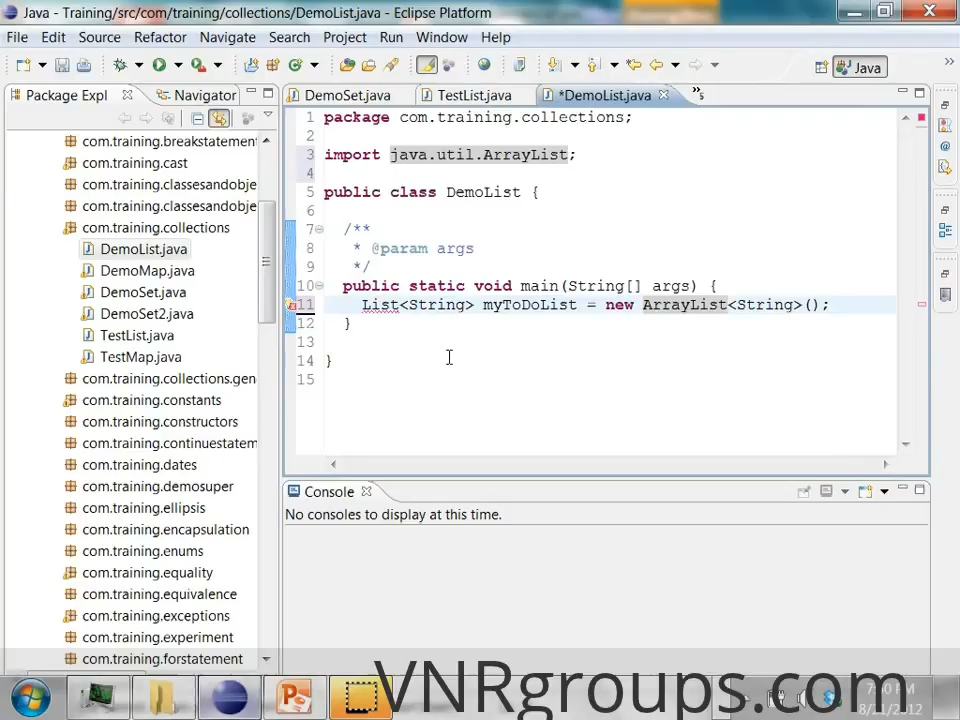 Java - Training/src/com/training/collections/DemoList.java - Eclipse Platform
File Edit Source Refactor Navigate Search Project Run Window Help
Java
Package Expl
Navigator
DemoSet.java
TestList.java
*DemoList.java
»5
com.training.breakstatement
com.training.cast
com.training.classesandobje
com.training.classesandobje
com.training.collections
DemoList.java
DemoMap.java
DemoSet.java
DemoSet2.java
TestList.java
TestMap.java
com.training.collections.gen
com.training.constants
com.training.constructors
com.training.continuestatem
com.training.dates
com.training.demosuper
com.training.ellipsis
com.training.encapsulation
com.training.enums
com.training.equality
com.training.equivalence
com.training.exceptions
com.training.experiment
com.training.forstatement
1 package com.training.collections;
2
3 import java.util.ArrayList;
4
5 public class DemoList {
6
7 /**
8 * @param args
9 */
10 public static void main(String[] args) {
11 List<String> myToDoList = new ArrayList<String>();
12 }
13
14 }
15
Console
No consoles to display at this time.
VNRgroups.com
8/21/2012